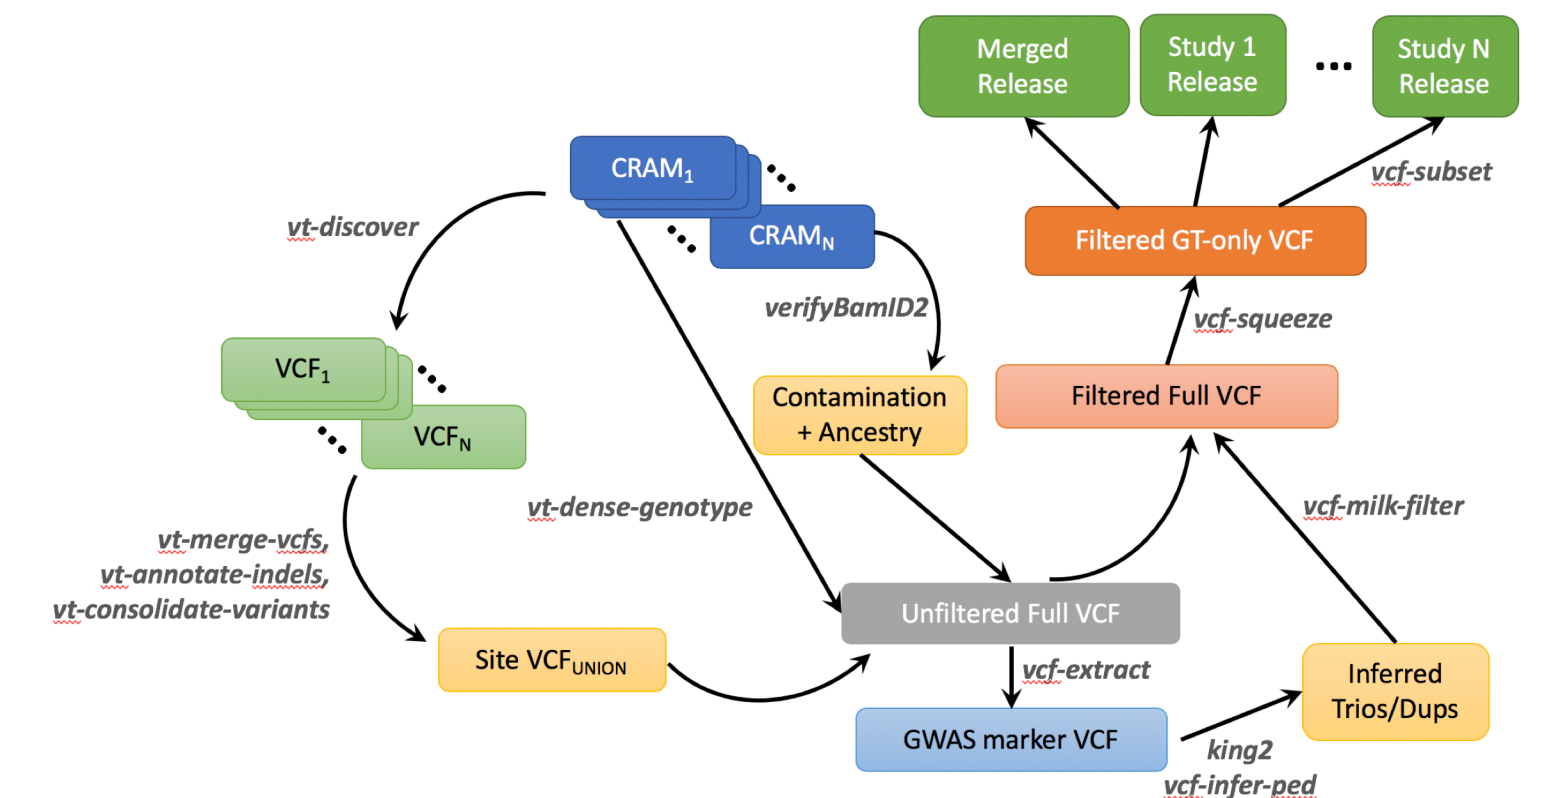 Merged
Release
Study 1
Release
Study N
Release
vcf-subset
CRAM1
CRAMN
vt-discover
Filtered GT-only VCF
verifyBamID2
vcf-squeeze
VCF1
VCFN
Contamination
+ Ancestry
Filtered Full VCF
vt-dense-genotype
vcf-milk-filter
vt-merge-vcfs,
vt-annotate-indels,
vt-consolidate-variants
Unfiltered Full VCF
Site VCFUNION
vcf-extract
Inferred
Trios/Dups
GWAS marker VCF
king2
vcf-infer-ped